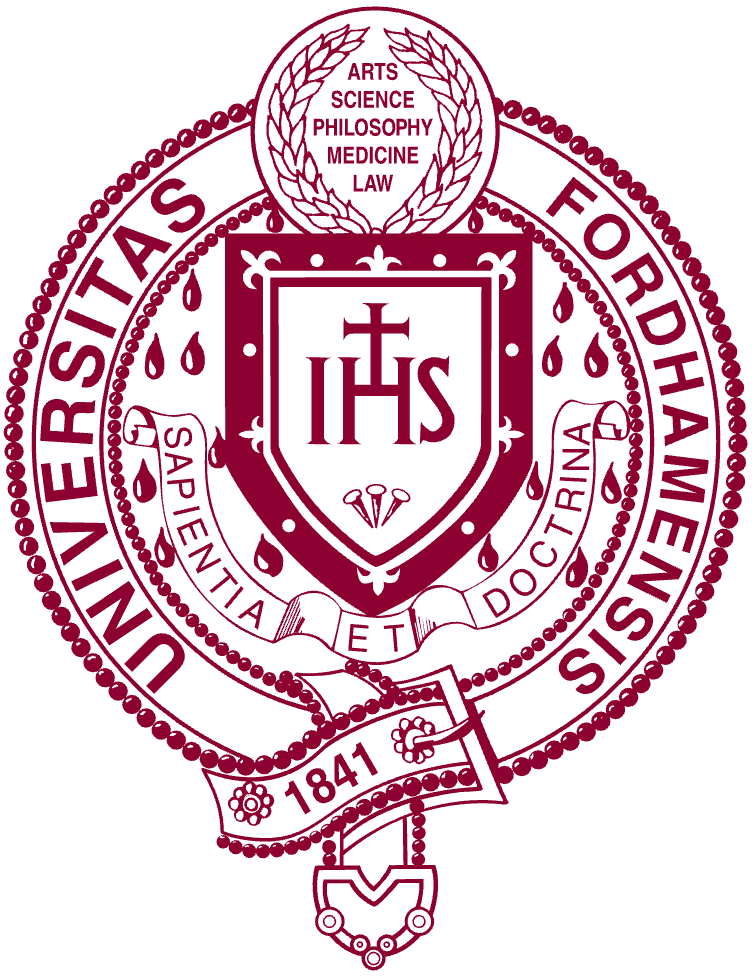 ARTS
SCIENCE
PHILOSOPHY
MEDICINE
LAW
UNIVERSITAS FORDHAMENSIS
IHS
SAPIENTIA ET DOCTRINA
1841